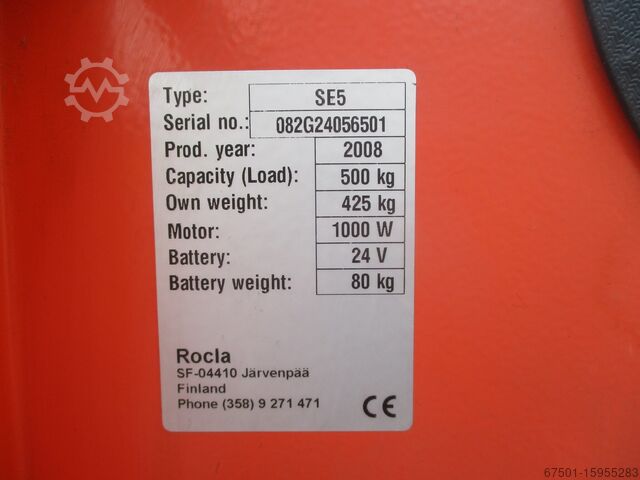 Type: SE5
Serial no.: 082G24056501
Prod. year: 2008
Capacity (Load): 500 kg
Own weight: 425 kg
Motor: 1000 W
Battery: 24 V
Battery weight: 80 kg
Rocla
SF-04410 Järvenpää
Finland
Phone (358) 9 271 471
CE
67501-15955283